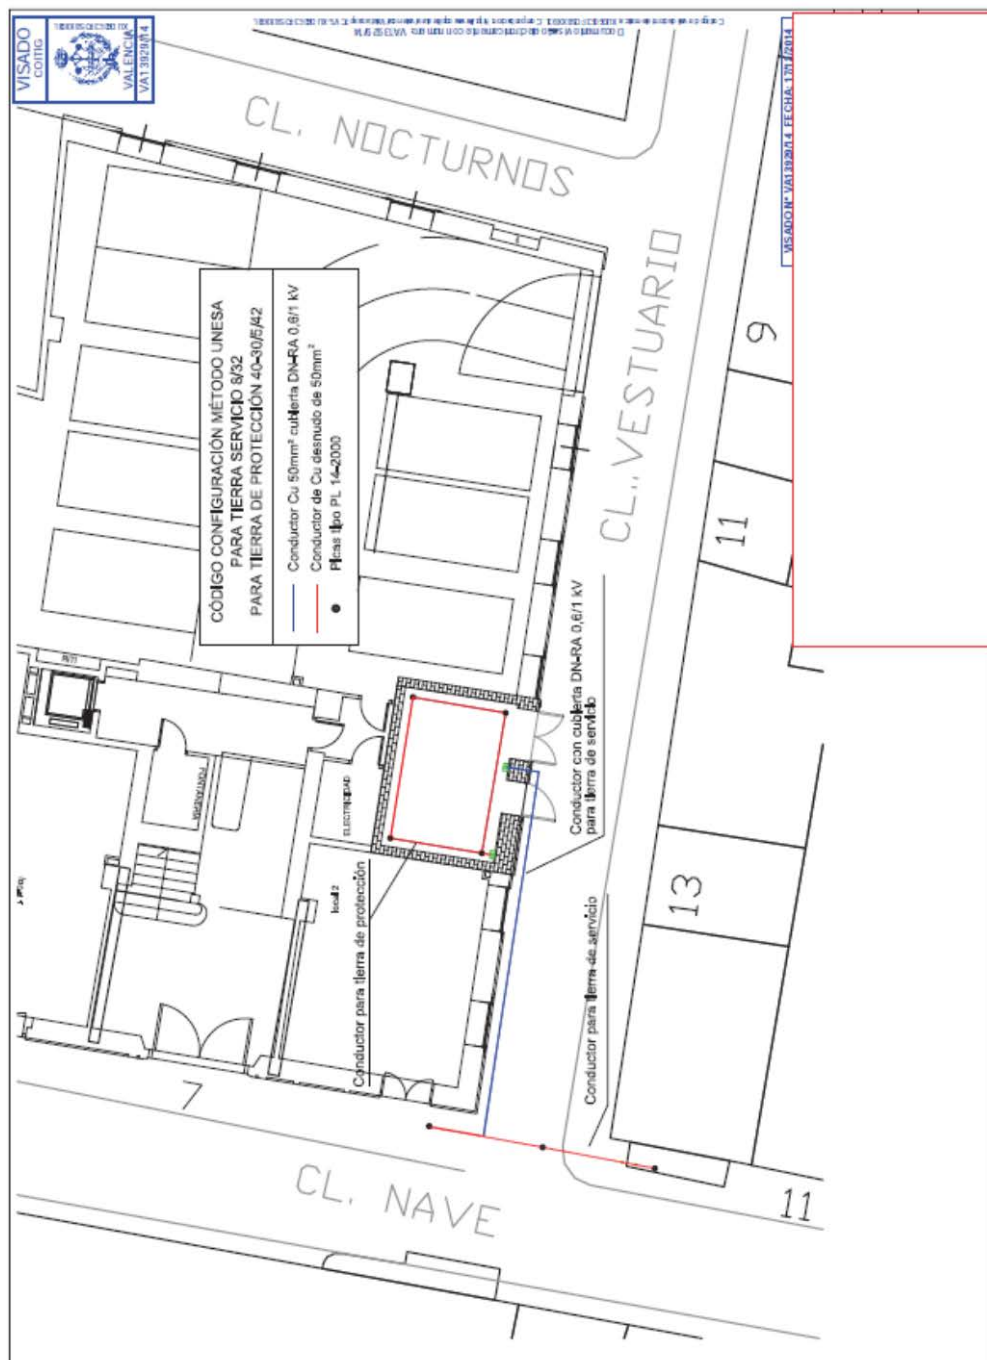 VISADO
COITIG
VALENCIA
VA13929/14
VISADO Nº VA13929/14 FECHA: 17/12/2014
CL. NOCTURNOS
CL.. VESTUARIO
CL. NAVE
CÓDIGO CONFIGURACIÓN MÉTODO UNESA
PARA TIERRA SERVICIO 8/32
PARA TIERRA DE PROTECCIÓN 40-30/5/42
Conductor Cu 50mm² cubierta DN-RA 0,6/1 kV
Conductor de Cu desnudo de 50mm²
Picas tipo PL 14-2000
9
11
13
11
7
RITI
FONTANERIA
ELECTRICIDAD
local 2
Conductor para tierra de protección
Conductor con cubierta DN-RA 0,6/1 kV
para tierra de servicio
Conductor para tierra de servicio